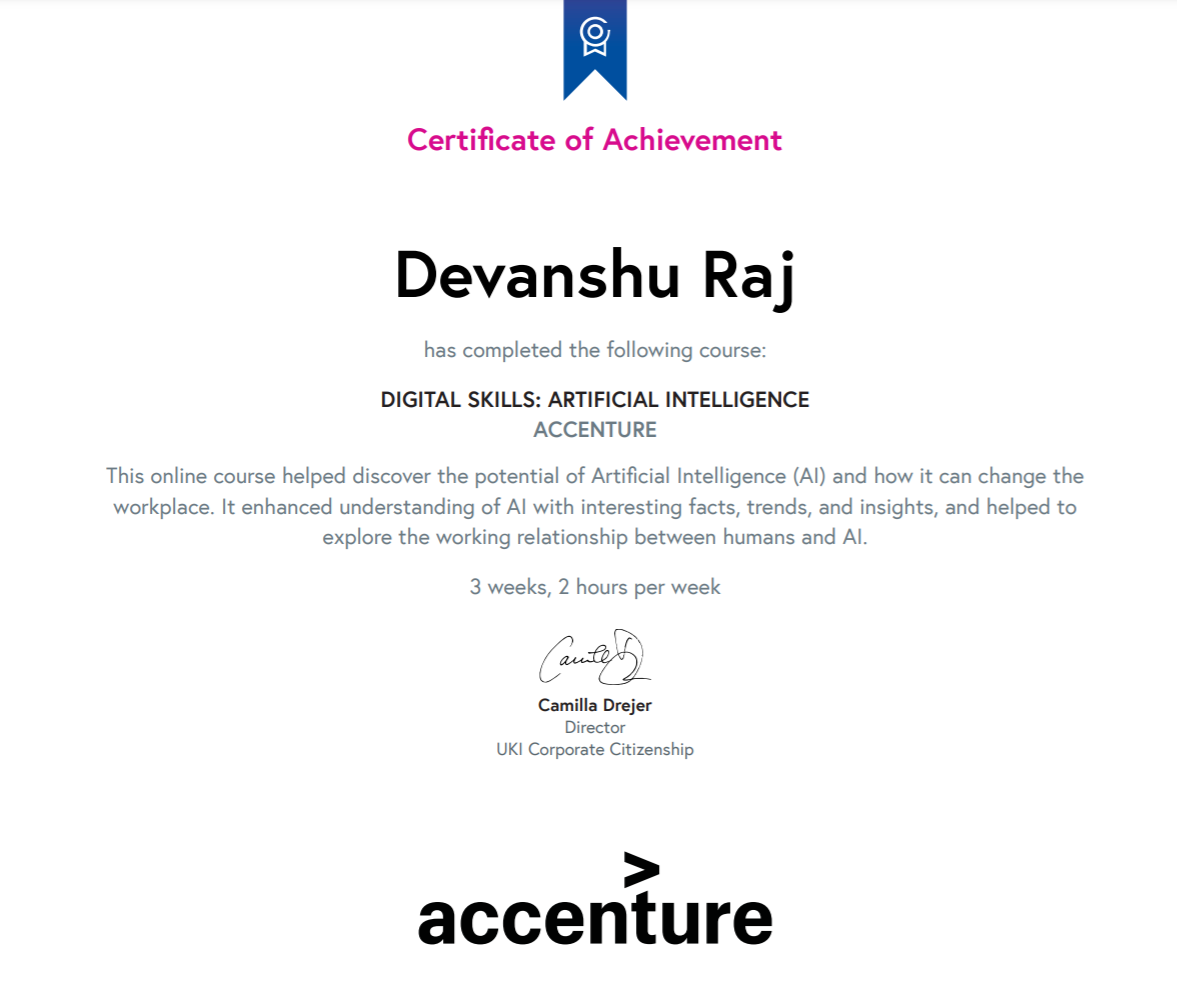 Certificate of Achievement
Devanshu Raj
has completed the following course:
DIGITAL SKILLS: ARTIFICIAL INTELLIGENCE
ACCENTURE
This online course helped discover the potential of Artificial Intelligence (AI) and how it can change the
workplace. It enhanced understanding of AI with interesting facts, trends, and insights, and helped to
explore the working relationship between humans and AI.
3 weeks, 2 hours per week
Camilla Drejer
Director
UKI Corporate Citizenship
accenture